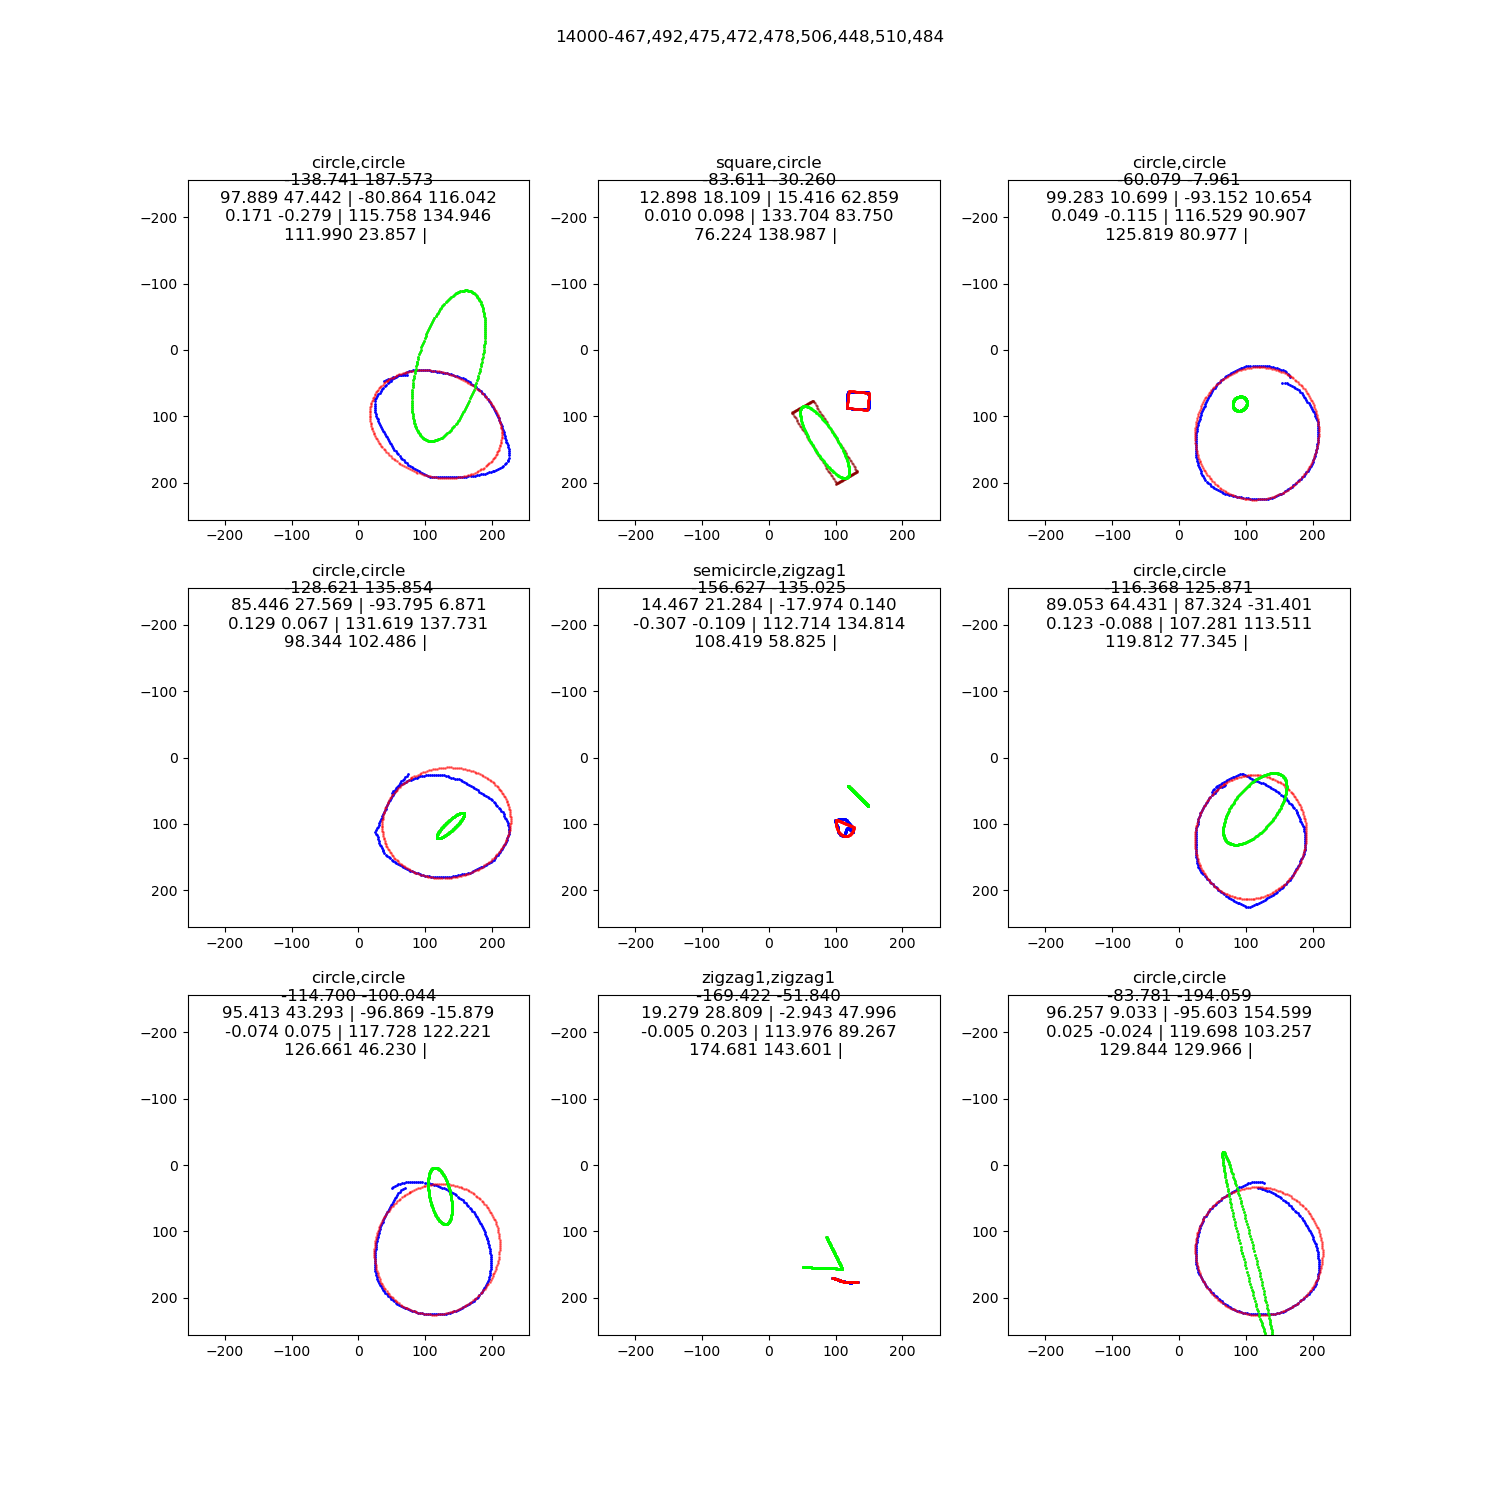 14000-467,492,475,472,478,506,448,510,484
circle,circle
-138.741 187.573
97.889 47.442 | -80.864 116.042
0.171 -0.279 | 115.758 134.946
111.990 23.857 |
−200
−100
0
100
200
−200 −100 0 100 200
square,circle
-83.611 -30.260
12.898 18.109 | 15.416 62.859
0.010 0.098 | 133.704 83.750
76.224 138.987 |
−200
−100
0
100
200
−200 −100 0 100 200
circle,circle
-60.079 -7.961
99.283 10.699 | -93.152 10.654
0.049 -0.115 | 116.529 90.907
125.819 80.977 |
−200
−100
0
100
200
−200 −100 0 100 200
circle,circle
-128.621 135.854
85.446 27.569 | -93.795 6.871
0.129 0.067 | 131.619 137.731
98.344 102.486 |
−200
−100
0
100
200
−200 −100 0 100 200
semicircle,zigzag1
-156.627 -135.025
14.467 21.284 | -17.974 0.140
-0.307 -0.109 | 112.714 134.814
108.419 58.825 |
−200
−100
0
100
200
−200 −100 0 100 200
circle,circle
-116.368 125.871
89.053 64.431 | 87.324 -31.401
0.123 -0.088 | 107.281 113.511
119.812 77.345 |
−200
−100
0
100
200
−200 −100 0 100 200
circle,circle
-114.700 -100.044
95.413 43.293 | -96.869 -15.879
-0.074 0.075 | 117.728 122.221
126.661 46.230 |
−200
−100
0
100
200
−200 −100 0 100 200
zigzag1,zigzag1
-169.422 -51.840
19.279 28.809 | -2.943 47.996
-0.005 0.203 | 113.976 89.267
174.681 143.601 |
−200
−100
0
100
200
−200 −100 0 100 200
circle,circle
-83.781 -194.059
96.257 9.033 | -95.603 154.599
0.025 -0.024 | 119.698 103.257
129.844 129.966 |
−200
−100
0
100
200
−200 −100 0 100 200